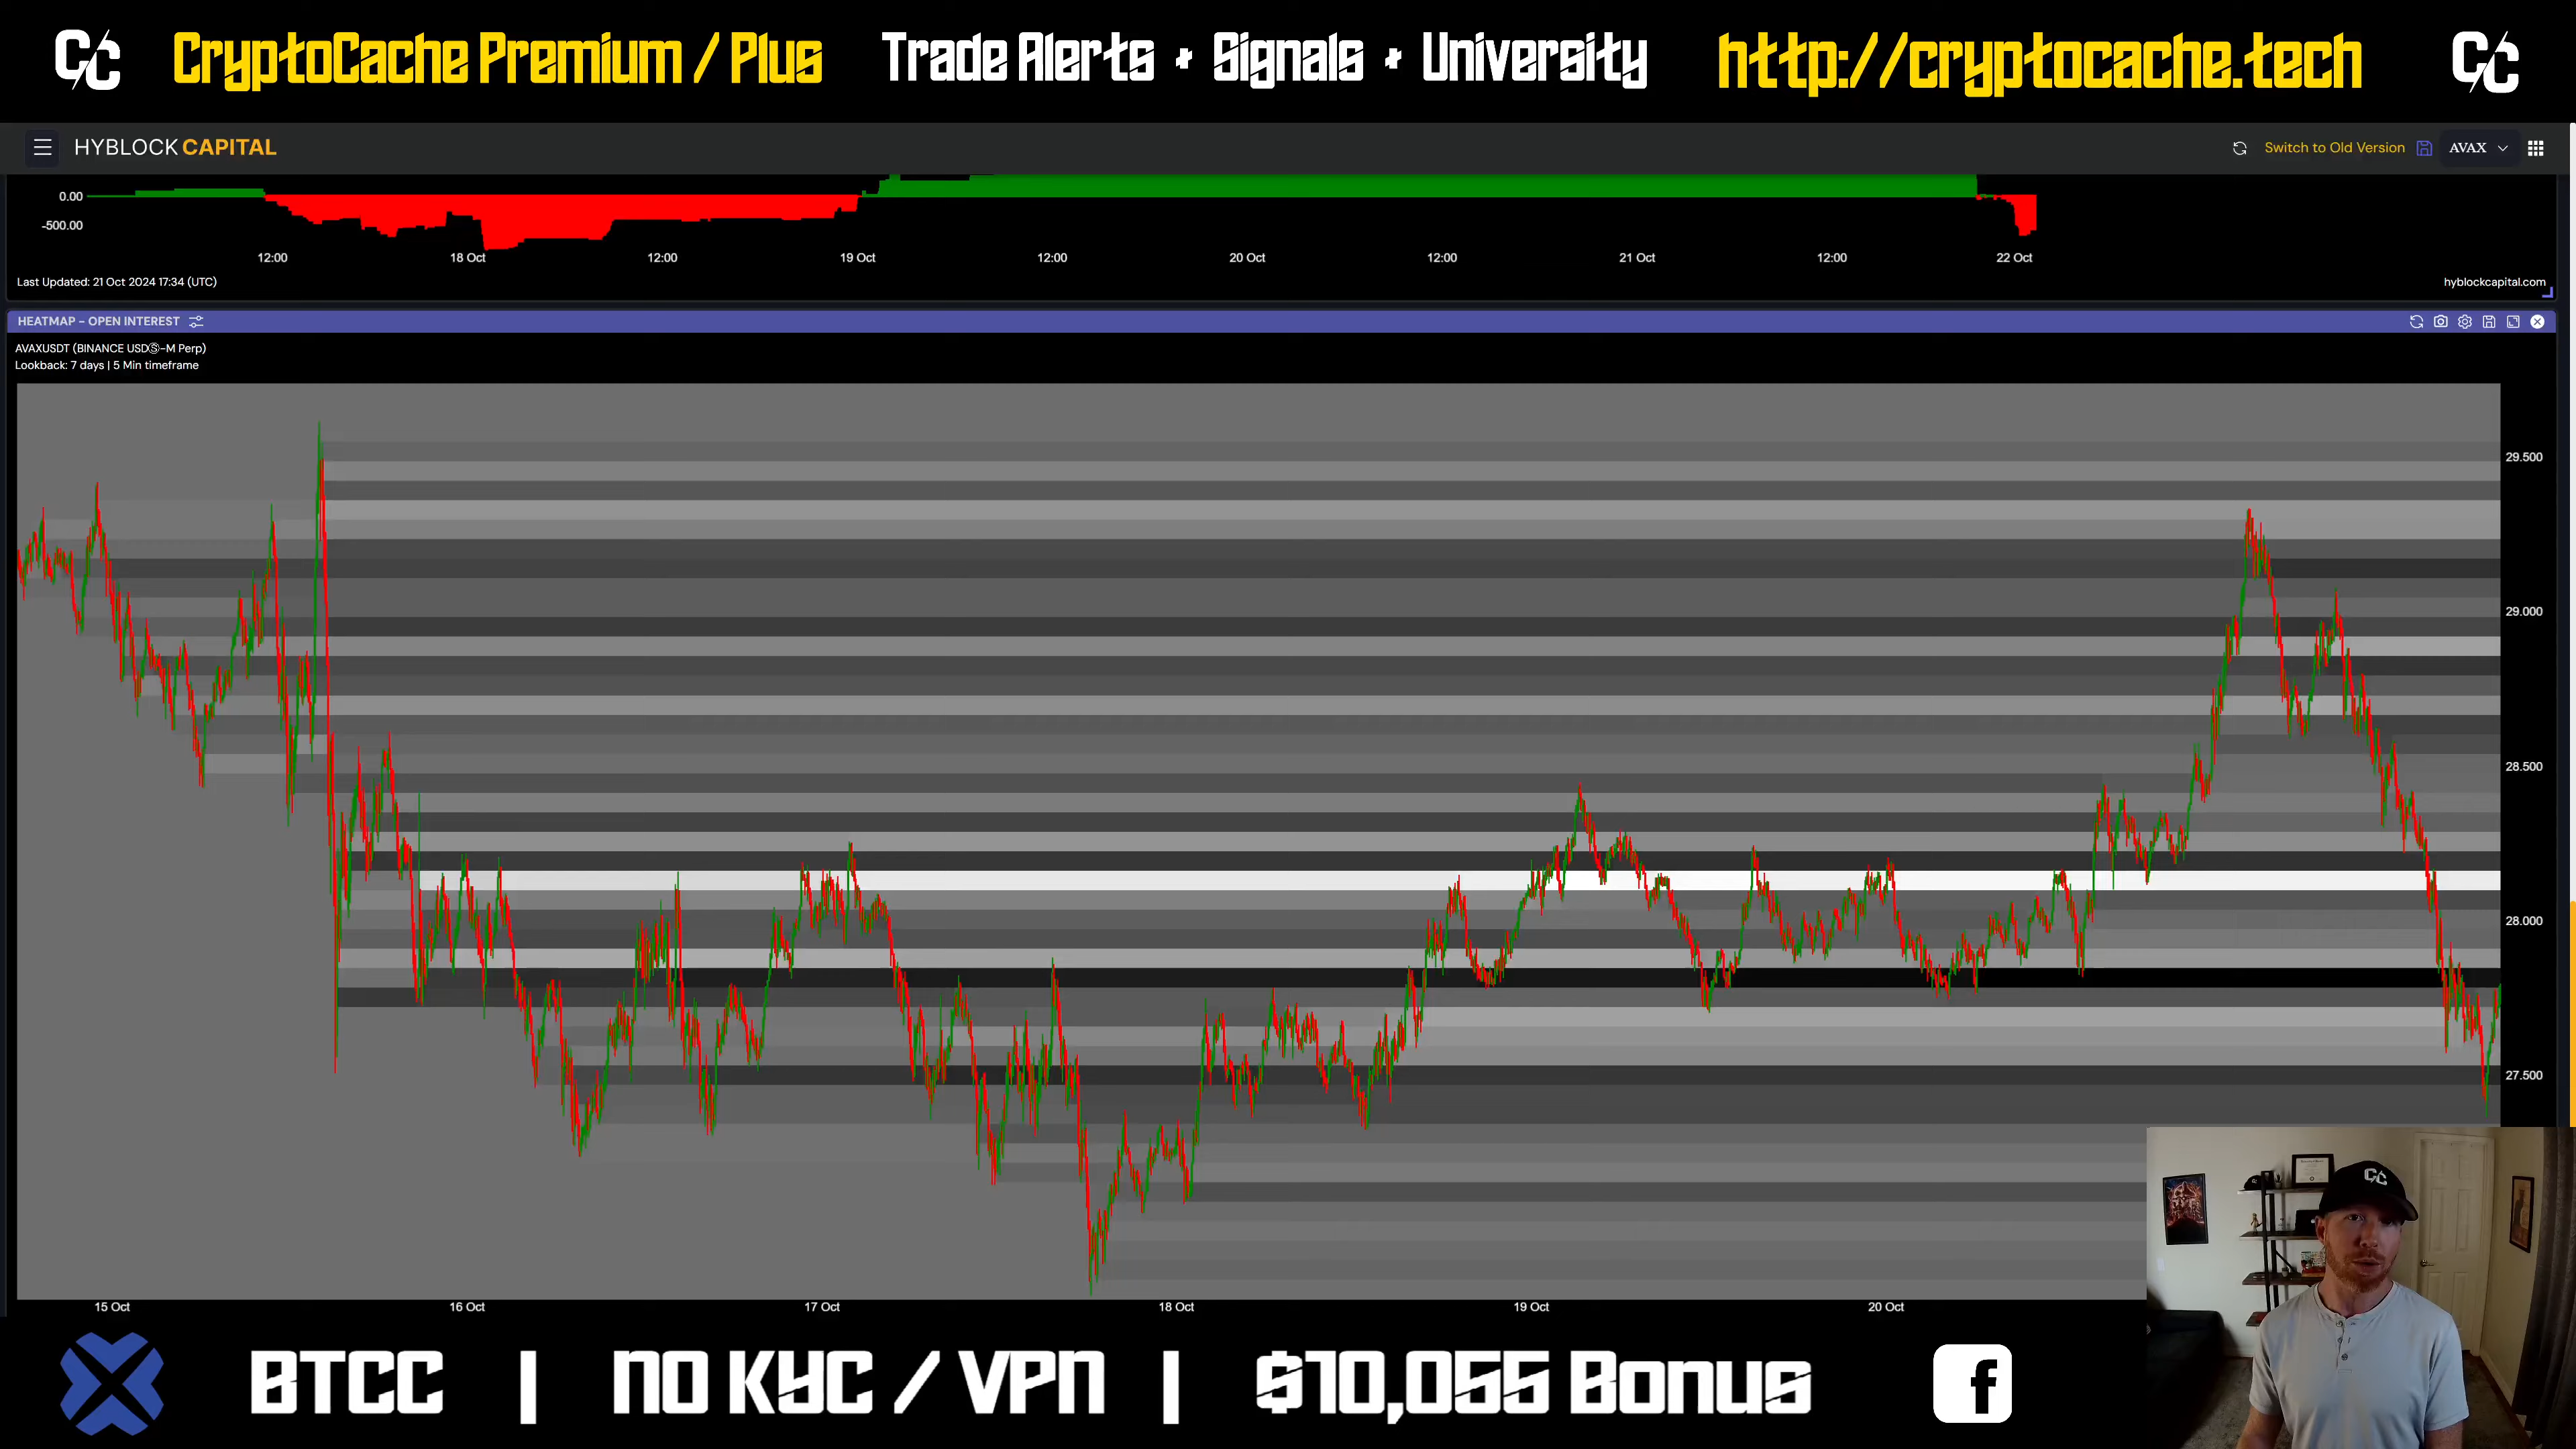 CC CryptoCache Premium / Plus Trade Alerts + Signals + University http://cryptocache.tech CC
HYBLOCK CAPITAL Switch to Old Version AVAX
0.00
-500.00
12:00 18 Oct 12:00 19 Oct 12:00 20 Oct 12:00 21 Oct 12:00 22 Oct
Last Updated: 21 Oct 2024 17:34 (UTC) hyblockcapital.com
HEATMAP - OPEN INTEREST
AVAXUSDT (BINANCE USDⓈ-M Perp)
Lookback: 7 days | 5 Min timeframe
29.500
29.000
28.500
28.000
27.500
CC
15 Oct 16 Oct 17 Oct 18 Oct 19 Oct 20 Oct
BTCC | NO KYC / VPN | $10,055 Bonus f